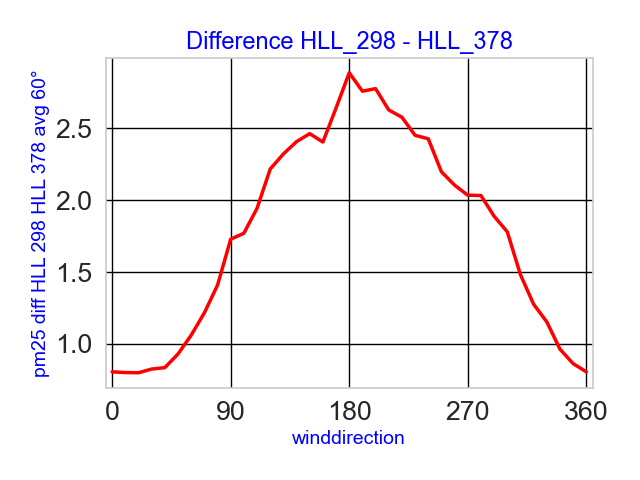 Difference HLL_298 - HLL_378
pm25 diff HLL 298 HLL 378 avg 60°
2.5
2.0
1.5
1.0
0 90 180 270 360
winddirection